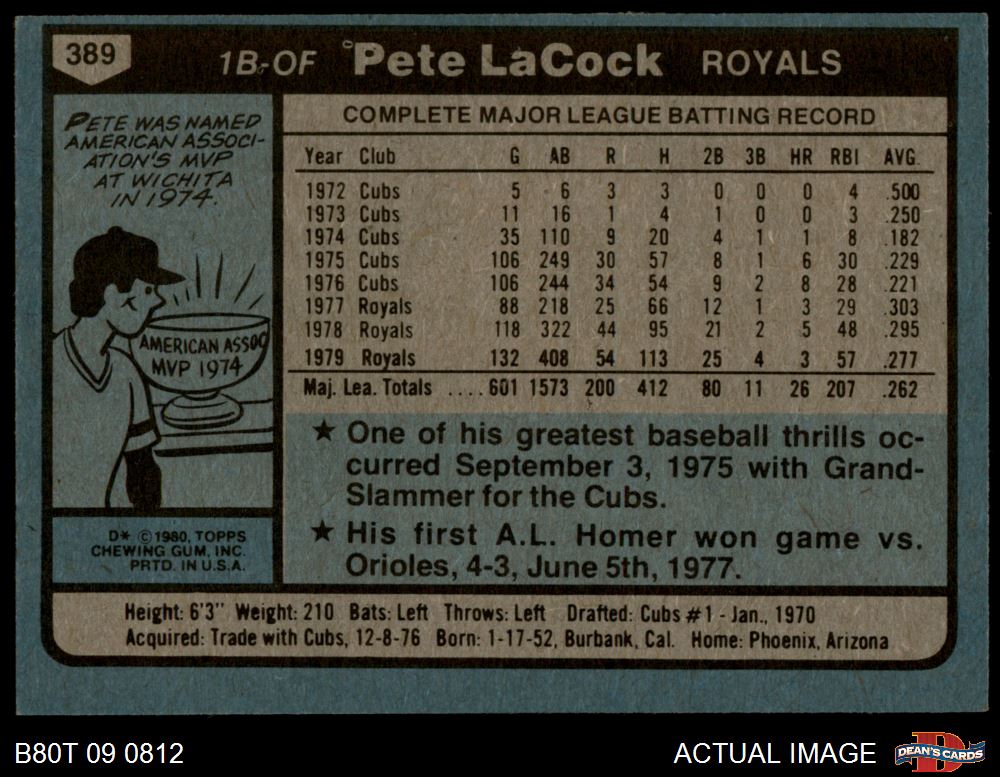 389
1B-OF Pete LaCock ROYALS
PETE WAS NAMED
AMERICAN ASSOCI-
ATION'S MVP
AT WICHITA
IN 1974.
AMERICAN ASSOC
MVP 1974
D* © 1980, TOPPS
CHEWING GUM, INC.
PRTD. IN U.S.A.
COMPLETE MAJOR LEAGUE BATTING RECORD
Year Club G AB R H 2B 3B HR RBI AVG.
1972 Cubs 5 6 3 3 0 0 0 4 .500
1973 Cubs 11 16 1 4 1 0 0 3 .250
1974 Cubs 35 110 9 20 4 1 1 8 .182
1975 Cubs 106 249 30 57 8 1 6 30 .229
1976 Cubs 106 244 34 54 9 2 8 28 .221
1977 Royals 88 218 25 66 12 1 3 29 .303
1978 Royals 118 322 44 95 21 2 5 48 .295
1979 Royals 132 408 54 113 25 4 3 57 .277
Maj. Lea. Totals ....601 1573 200 412 80 11 26 207 .262
★ One of his greatest baseball thrills oc-
curred September 3, 1975 with Grand-
Slammer for the Cubs.
★ His first A.L. Homer won game vs.
Orioles, 4-3, June 5th, 1977.
Height: 6'3" Weight: 210 Bats: Left Throws: Left Drafted: Cubs #1 - Jan., 1970
Acquired: Trade with Cubs, 12-8-76 Born: 1-17-52, Burbank, Cal. Home: Phoenix, Arizona
B80T 09 0812
ACTUAL IMAGE
D
DEAN'S CARDS